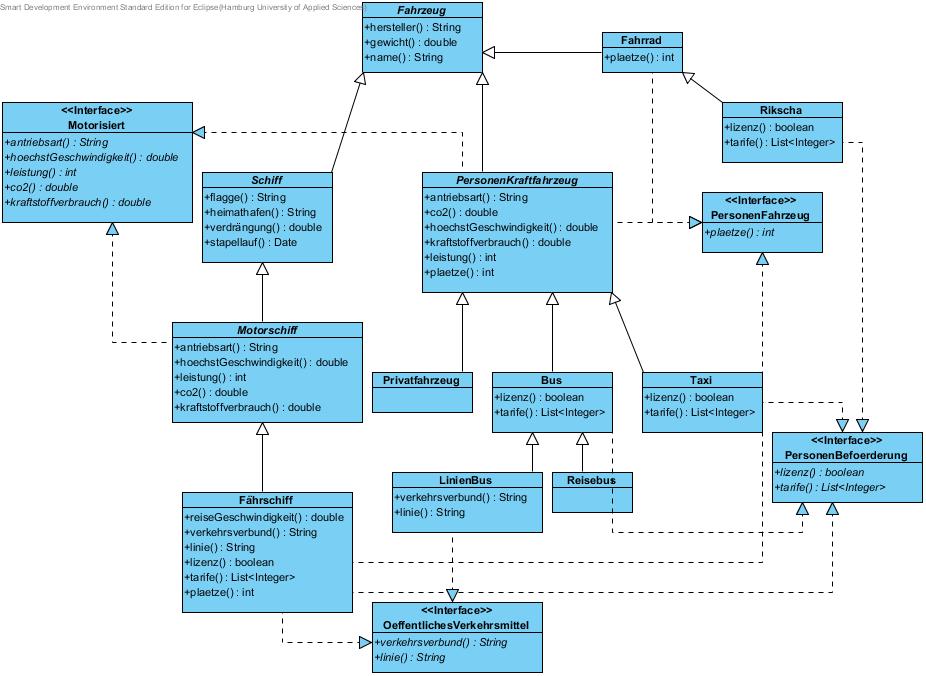 Smart Development Environment Standard Edition for Eclipse(Hamburg University of Applied Sciences)
Fahrzeug
+hersteller() : String
+gewicht() : double
+name() : String
Fahrrad
+plaetze() : int
<<Interface>>
Motorisiert
+antriebsart() : String
+hoechstGeschwindigkeit() : double
+leistung() : int
+co2() : double
+kraftstoffverbrauch() : double
Rikscha
+lizenz() : boolean
+tarife() : List<Integer>
Schiff
+flagge() : String
+heimathafen() : String
+verdrängung() : double
+stapellauf() : Date
PersonenKraftfahrzeug
+antriebsart() : String
+co2() : double
+hoechstGeschwindigkeit() : double
+kraftstoffverbrauch() : double
+leistung() : int
+plaetze() : int
<<Interface>>
PersonenFahrzeug
+plaetze() : int
Motorschiff
+antriebsart() : String
+hoechstGeschwindigkeit() : double
+leistung() : int
+co2() : double
+kraftstoffverbrauch() : double
Privatfahrzeug
Bus
+lizenz() : boolean
+tarife() : List<Integer>
Taxi
+lizenz() : boolean
+tarife() : List<Integer>
<<Interface>>
PersonenBefoerderung
+lizenz() : boolean
+tarife() : List<Integer>
LinienBus
+verkehrsverbund() : String
+linie() : String
Reisebus
Fährschiff
+reiseGeschwindigkeit() : double
+verkehrsverbund() : String
+linie() : String
+lizenz() : boolean
+tarife() : List<Integer>
+plaetze() : int
<<Interface>>
OeffentlichesVerkehrsmittel
+verkehrsverbund() : String
+linie() : String